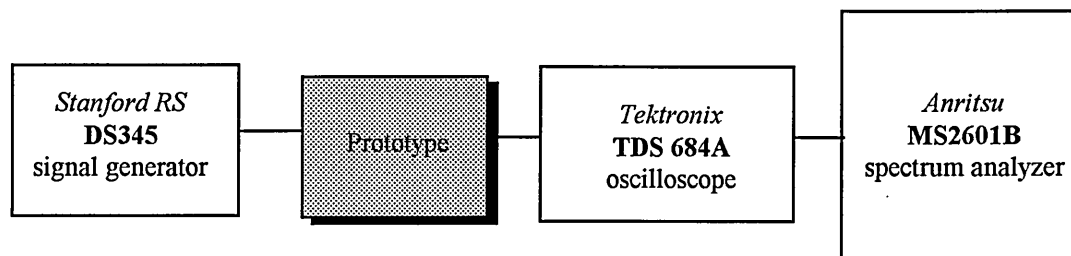 Stanford RS
DS345
signal generator
Prototype
Tektronix
TDS 684A
oscilloscope
Anritsu
MS2601B
spectrum analyzer